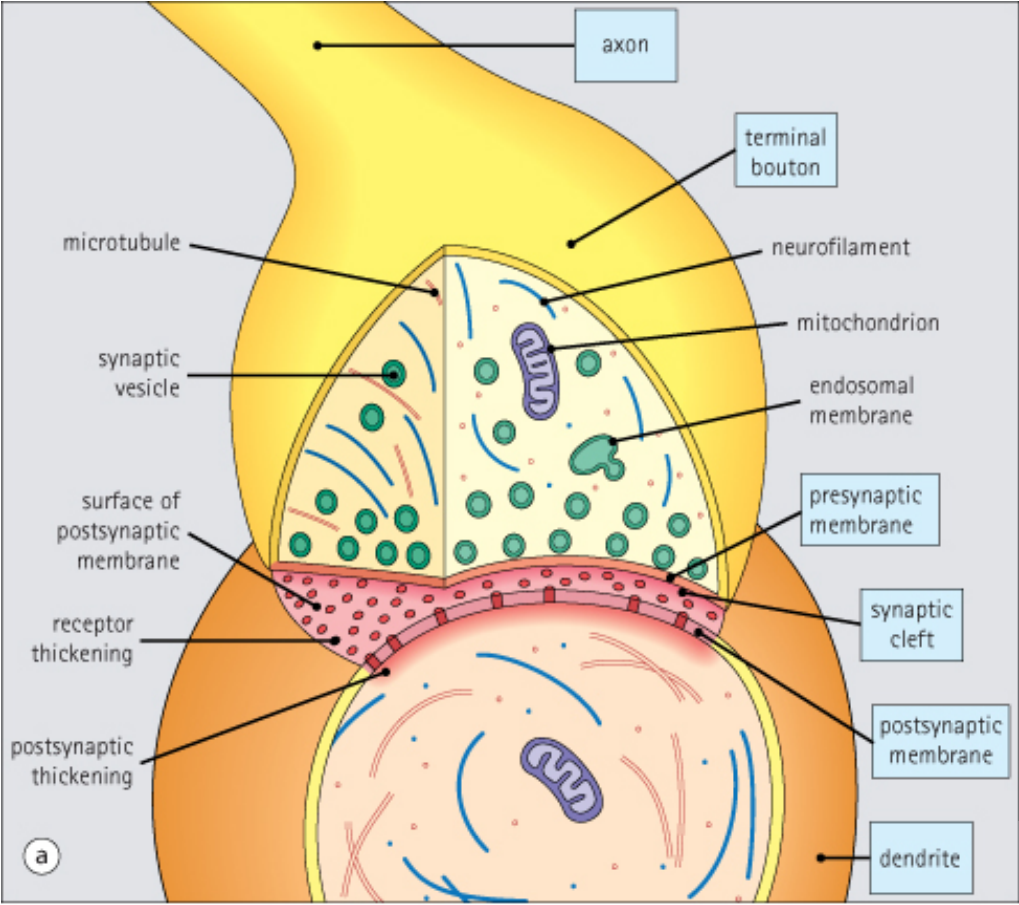 axon
terminal
bouton
microtubule
neurofilament
mitochondrion
synaptic
vesicle
endosomal
membrane
surface of
postsynaptic
membrane
presynaptic
membrane
receptor
thickening
synaptic
cleft
postsynaptic
thickening
postsynaptic
membrane
a
dendrite